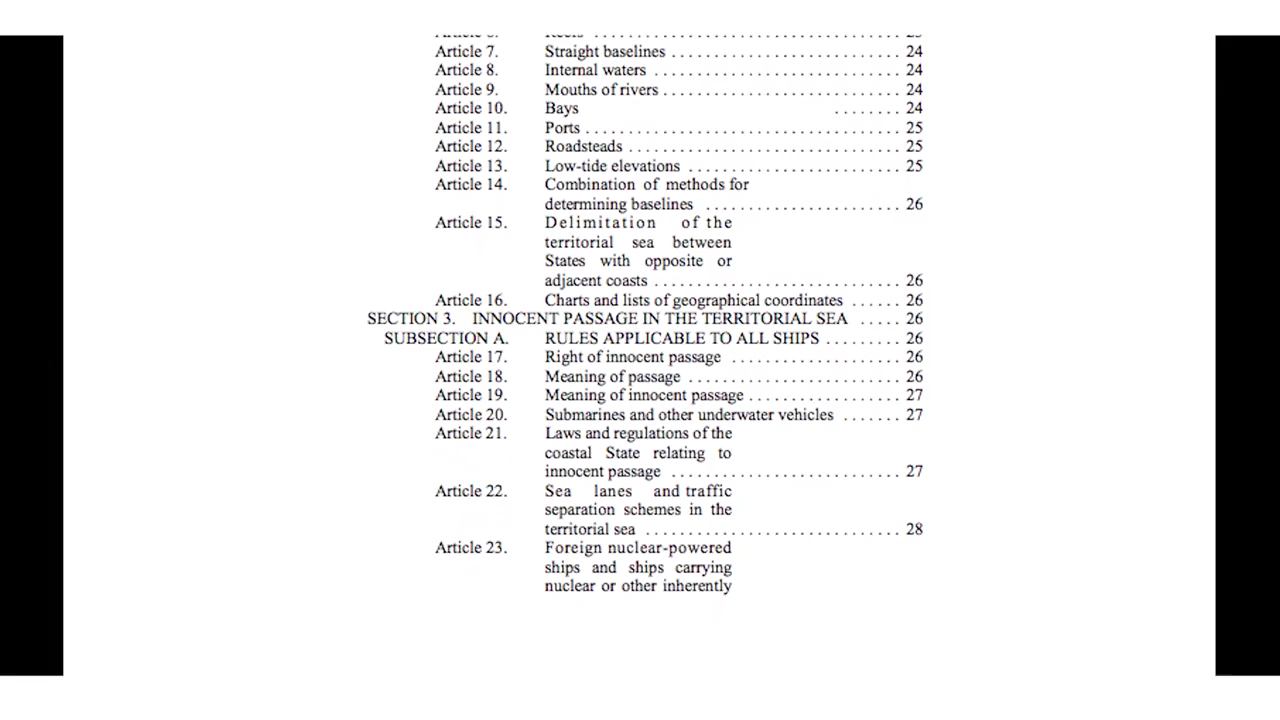 Article 7. Straight baselines . . . . . . . . . . . . . . . . . . . . . . . . . . . 24
Article 8. Internal waters . . . . . . . . . . . . . . . . . . . . . . . . . . . . . 24
Article 9. Mouths of rivers . . . . . . . . . . . . . . . . . . . . . . . . . . . . 24
Article 10. Bays . . . . . . . . 24
Article 11. Ports . . . . . . . . . . . . . . . . . . . . . . . . . . . . . . . . . . . . . 25
Article 12. Roadsteads . . . . . . . . . . . . . . . . . . . . . . . . . . . . . . . . 25
Article 13. Low-tide elevations . . . . . . . . . . . . . . . . . . . . . . . . . 25
Article 14. Combination of methods for
determining baselines . . . . . . . . . . . . . . . . . . . . . . . 26
Article 15. Delimitation of the
territorial sea between
States with opposite or
adjacent coasts . . . . . . . . . . . . . . . . . . . . . . . . . . . . . 26
Article 16. Charts and lists of geographical coordinates . . . . . . 26
SECTION 3. INNOCENT PASSAGE IN THE TERRITORIAL SEA . . . . . 26
SUBSECTION A. RULES APPLICABLE TO ALL SHIPS . . . . . . . . . 26
Article 17. Right of innocent passage . . . . . . . . . . . . . . . . . . . . 26
Article 18. Meaning of passage . . . . . . . . . . . . . . . . . . . . . . . . . 26
Article 19. Meaning of innocent passage . . . . . . . . . . . . . . . . . . 27
Article 20. Submarines and other underwater vehicles . . . . . . . 27
Article 21. Laws and regulations of the
coastal State relating to
innocent passage . . . . . . . . . . . . . . . . . . . . . . . . . . . 27
Article 22. Sea lanes and traffic
separation schemes in the
territorial sea . . . . . . . . . . . . . . . . . . . . . . . . . . . . . . 28
Article 23. Foreign nuclear-powered
ships and ships carrying
nuclear or other inherently